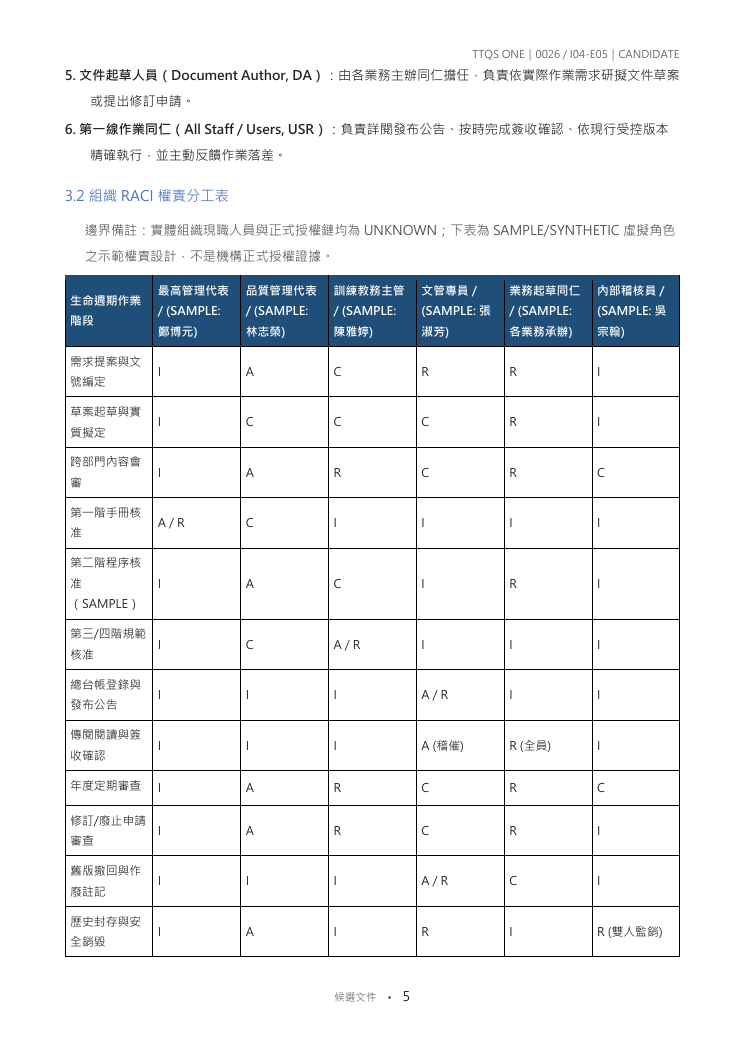 TTQS ONE | 0026 / I04-E05 | CANDIDATE
5. 文件起草人員（Document Author, DA）：由各業務主辦同仁擔任，負責依實際作業需求研擬文件草案
或提出修訂申請。
6. 第一線作業同仁（All Staff / Users, USR）：負責詳閱發布公告、按時完成簽收確認、依現行受控版本
精確執行，並主動反饋作業落差。
3.2 組織 RACI 權責分工表
邊界備註：實體組織現職人員與正式授權鏈均為 UNKNOWN；下表為 SAMPLE/SYNTHETIC 虛擬角色
之示範權責設計，不是機構正式授權證據。
生命週期作業
階段
最高管理代表
/ (SAMPLE:
鄭博元)
品質管理代表
/ (SAMPLE:
林志榮)
訓練教務主管
/ (SAMPLE:
陳雅婷)
文管專員 /
(SAMPLE: 張
淑芳)
業務起草同仁
/ (SAMPLE:
各業務承辦)
內部稽核員 /
(SAMPLE: 吳
宗翰)
需求提案與文
號編定
I
A
C
R
R
I
草案起草與實
質擬定
I
C
C
C
R
I
跨部門內容會
審
I
A
R
C
R
C
第一階手冊核
准
A / R
C
I
I
I
I
第二階程序核
准
（SAMPLE）
I
A
C
I
R
I
第三/四階規範
核准
I
C
A / R
I
I
I
總台帳登錄與
發布公告
I
I
I
A / R
I
I
傳閱閱讀與簽
收確認
I
I
I
A (稽催)
R (全員)
I
年度定期審查
I
A
R
C
R
C
修訂/廢止申請
審查
I
A
R
C
R
I
舊版撤回與作
廢註記
I
I
I
A / R
C
I
歷史封存與安
全銷毀
I
A
I
R
I
R (雙人監銷)
候選文件 • 5